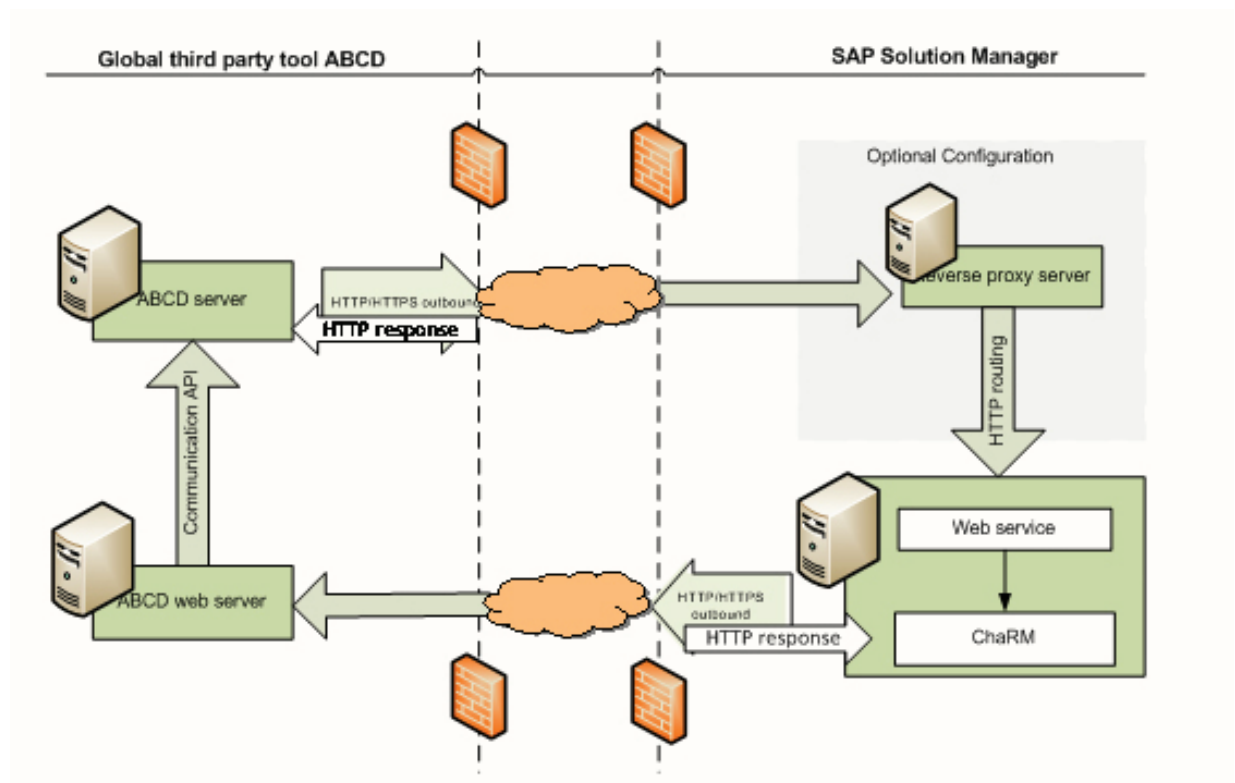 Global third party tool ABCD
SAP Solution Manager
Optional Configuration
ABCD server
HTTP/HTTPS outbound
HTTP response
everse proxy server
Communication API
HTTP routing
Web service
ABCD web server
HTTP/HTTPS
outbound
HTTP response
ChaRM